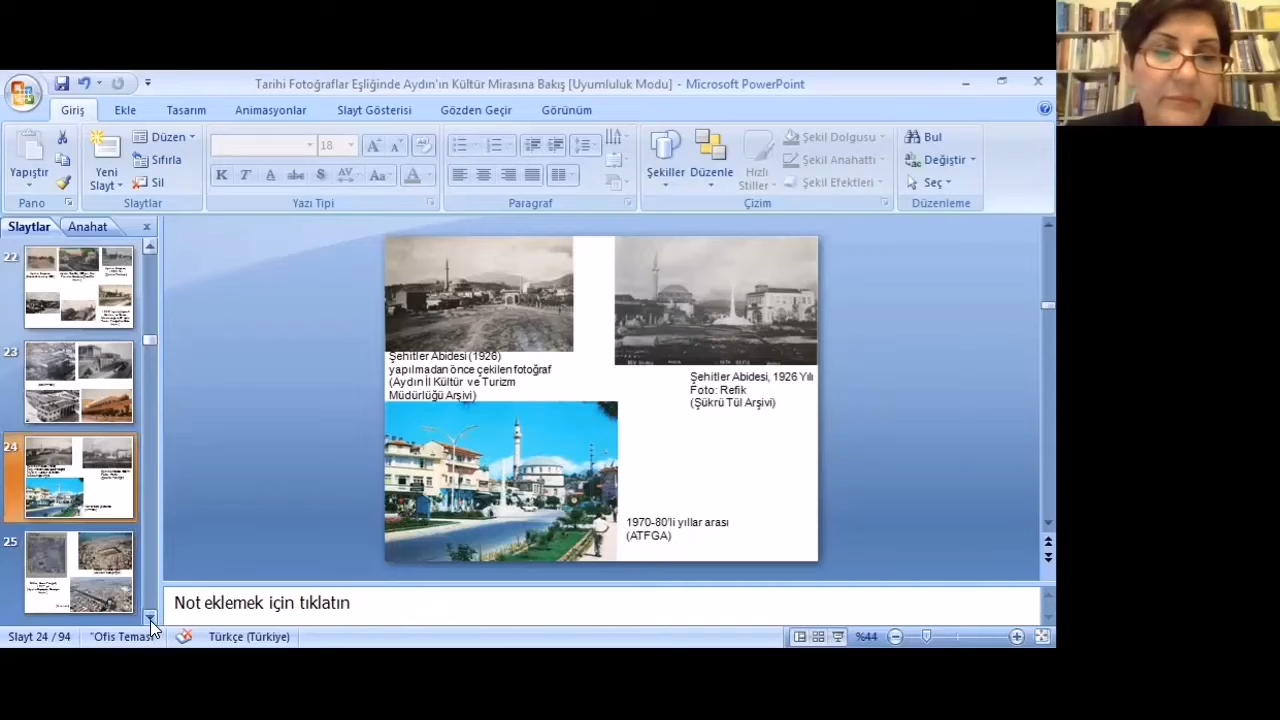 Tarihi Fotoğraflar Eşliğinde Aydın'ın Kültür Mirasına Bakış [Uyumluluk Modu] - Microsoft PowerPoint
Giriş Ekle Tasarım Animasyonlar Slayt Gösterisi Gözden Geçir Görünüm
Yapıştır
Pano
Yeni
Slayt
Düzen
Sıfırla
Sil
Slaytlar
18
K T A abc S AV Aa A
Yazı Tipi
Paragraf
Şekiller
Düzenle
Hızlı
Stiller
Şekil Dolgusu
Şekil Anahattı
Şekil Efektleri
Çizim
Bul
Değiştir
Seç
Düzenleme
Slaytlar Anahat
22
23
24
25
Şehitler Abidesi (1926)
yapılmadan önce çekilen fotoğraf
(Aydın İl Kültür ve Turizm
Müdürlüğü Arşivi)
Şehitler Abidesi, 1926 Yılı
Foto: Refik
(Şükrü Tül Arşivi)
1970-80'li yıllar arası
(ATFGA)
Not eklemek için tıklatın
Slayt 24 / 94
"Ofis Teması
Türkçe (Türkiye)
%44